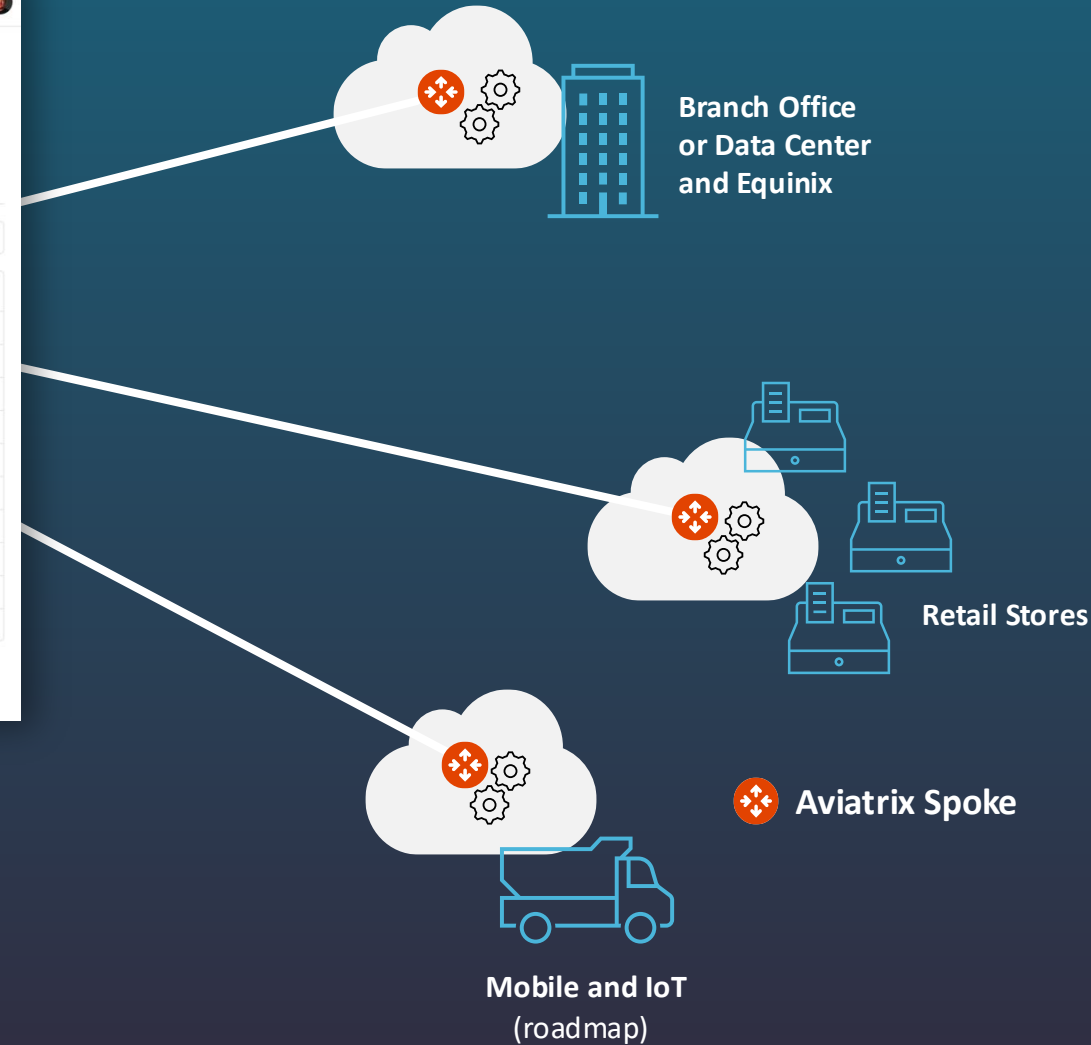 Branch Office
or Data Center
and Equinix
Retail Stores
Aviatrix Spoke
Mobile and IoT
(roadmap)